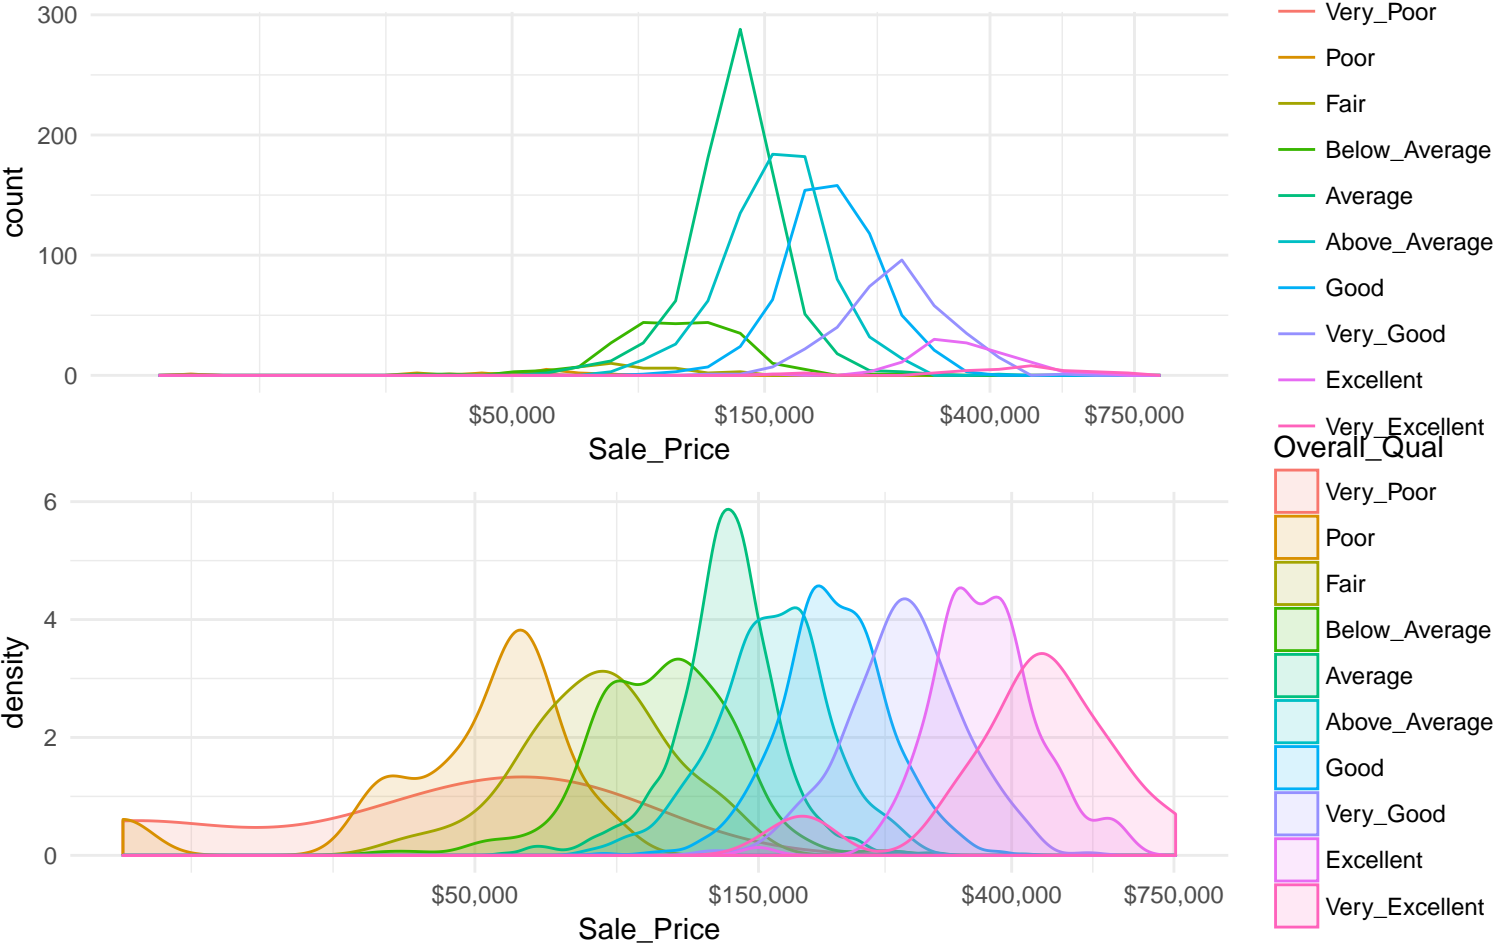 300
200
100
0
count
$50,000
$150,000
$400,000
$750,000
Sale_Price
Very_Poor
Poor
Fair
Below_Average
Average
Above_Average
Good
Very_Good
Excellent
Very_Excellent
6
4
2
0
density
$50,000
$150,000
$400,000
$750,000
Sale_Price
Overall_Qual
Very_Poor
Poor
Fair
Below_Average
Average
Above_Average
Good
Very_Good
Excellent
Very_Excellent